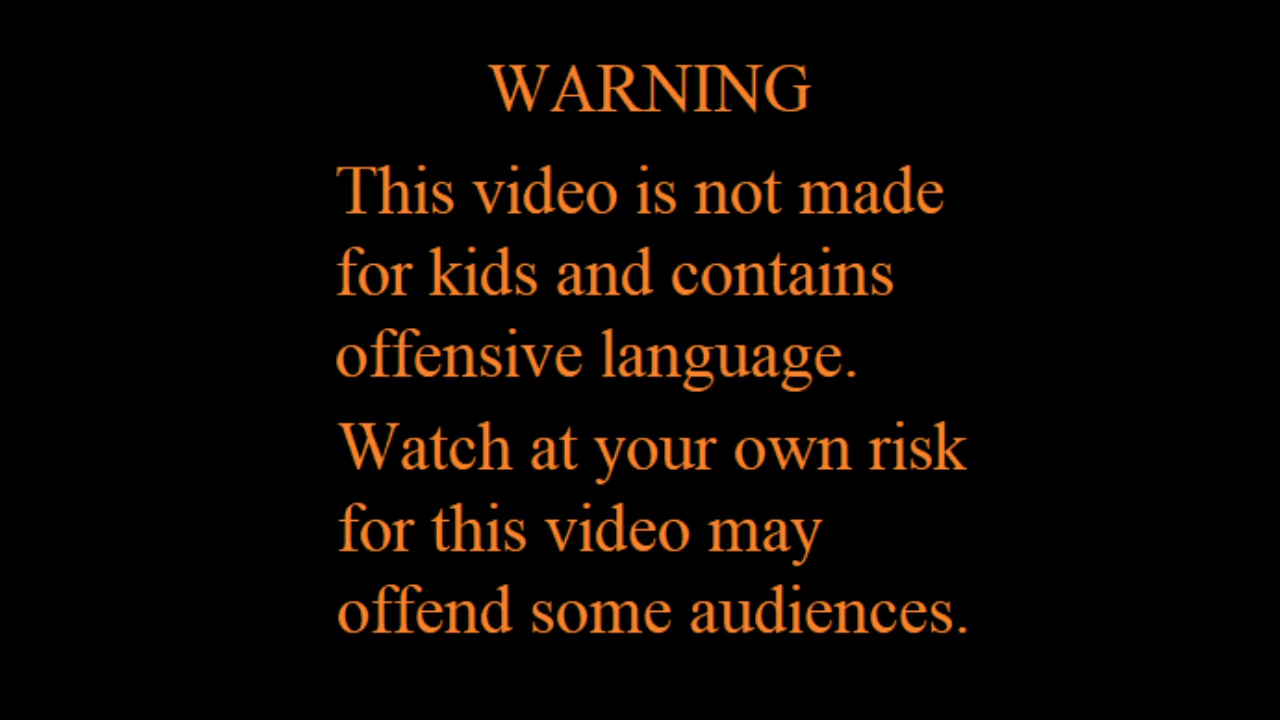 WARNING
This video is not made
for kids and contains
offensive language.
Watch at your own risk
for this video may
offend some audiences.